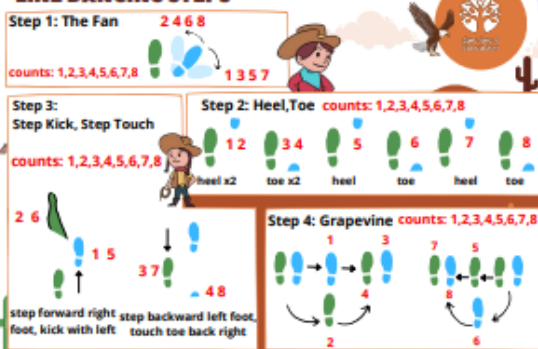 LINE DANCING STEPS
Step 1: The Fan
2 4 6 8
counts: 1,2,3,4,5,6,7,8
1 3 5 7
Step 3:
Step Kick, Step Touch
counts: 1,2,3,4,5,6,7,8
2 6
1 5
3 7
4 8
step forward right
foot, kick with left
step backward left foot,
touch toe back right
Step 2: Heel,Toe counts: 1,2,3,4,5,6,7,8
1 2
3 4
5
6
7
8
heel x2
toe x2
heel
toe
heel
toe
Step 4: Grapevine counts: 1,2,3,4,5,6,7,8
1
3
4
2
7
5
8
6